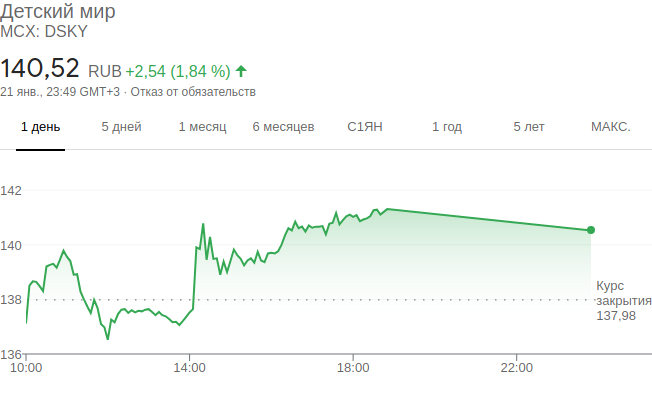 Детский мир
MCX: DSKY
140,52 RUB +2,54 (1,84 %)
21 янв., 23:49 GMT+3 · Отказ от обязательств
1 день 5 дней 1 месяц 6 месяцев С1ЯН 1 год 5 лет МАКС.
142
140
138
136
Курс
закрытия
137,98
10:00 14:00 18:00 22:00